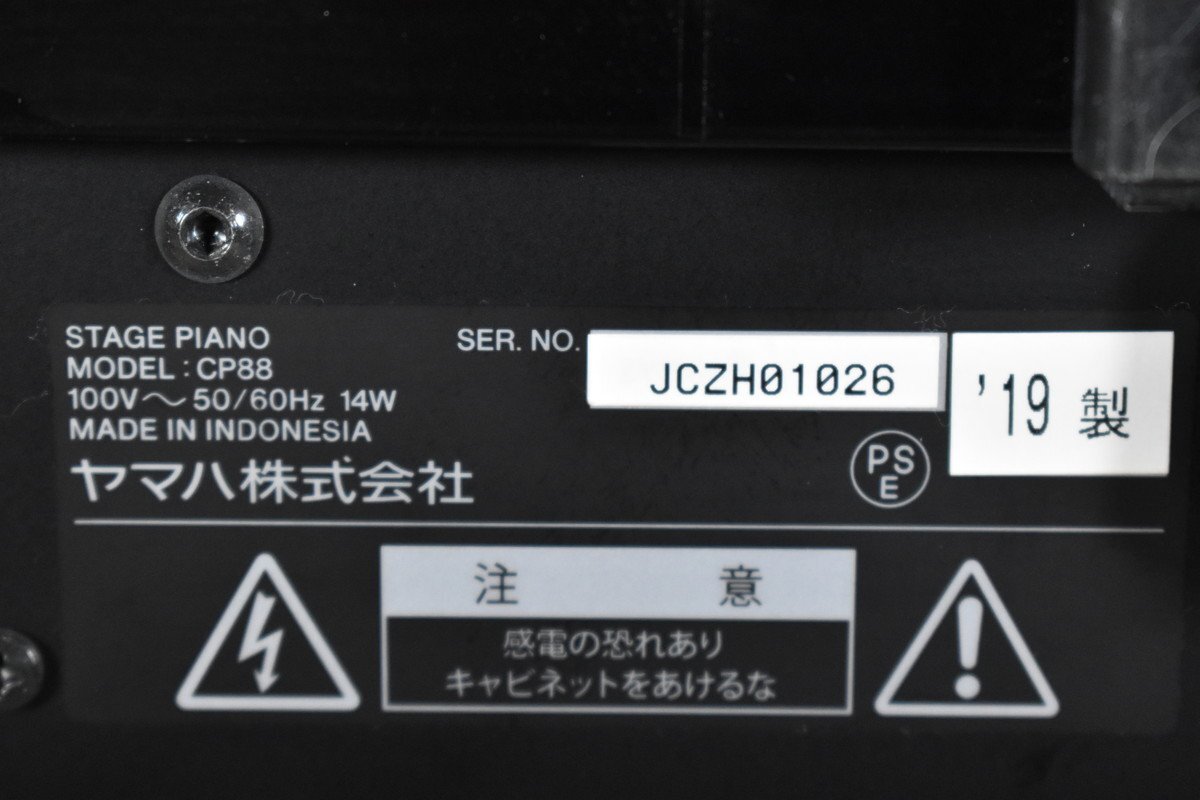 STAGE PIANO
MODEL : CP88
100V～50/60Hz 14W
MADE IN INDONESIA
ヤマハ株式会社
SER. NO. JCZH01026
'19 製
PS
E
注 意
感電の恐れあり
キャビネットをあけるな